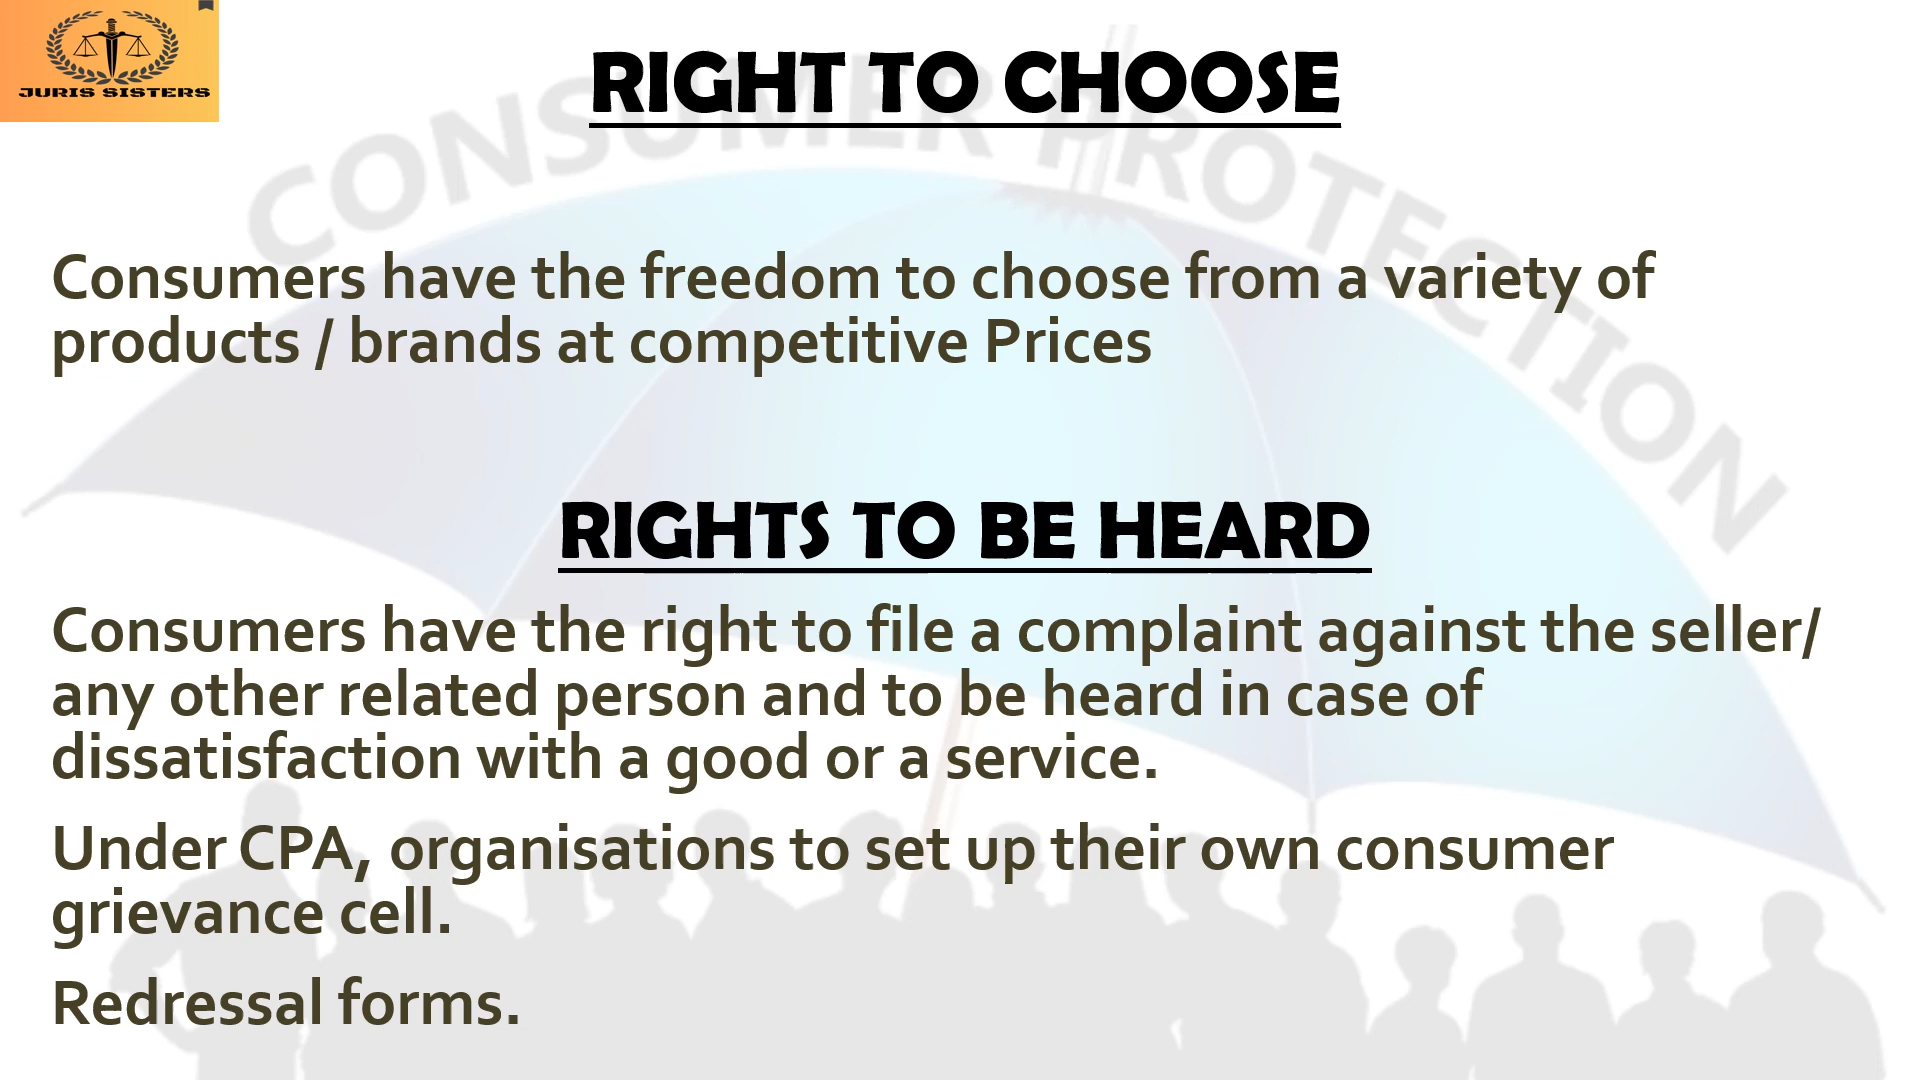 JURIS SISTERS
RIGHT TO CHOOSE
CONSUMER PROTECTION
Consumers have the freedom to choose from a variety of
products / brands at competitive Prices
RIGHTS TO BE HEARD
Consumers have the right to file a complaint against the seller/
any other related person and to be heard in case of
dissatisfaction with a good or a service.
Under CPA, organisations to set up their own consumer
grievance cell.
Redressal forms.